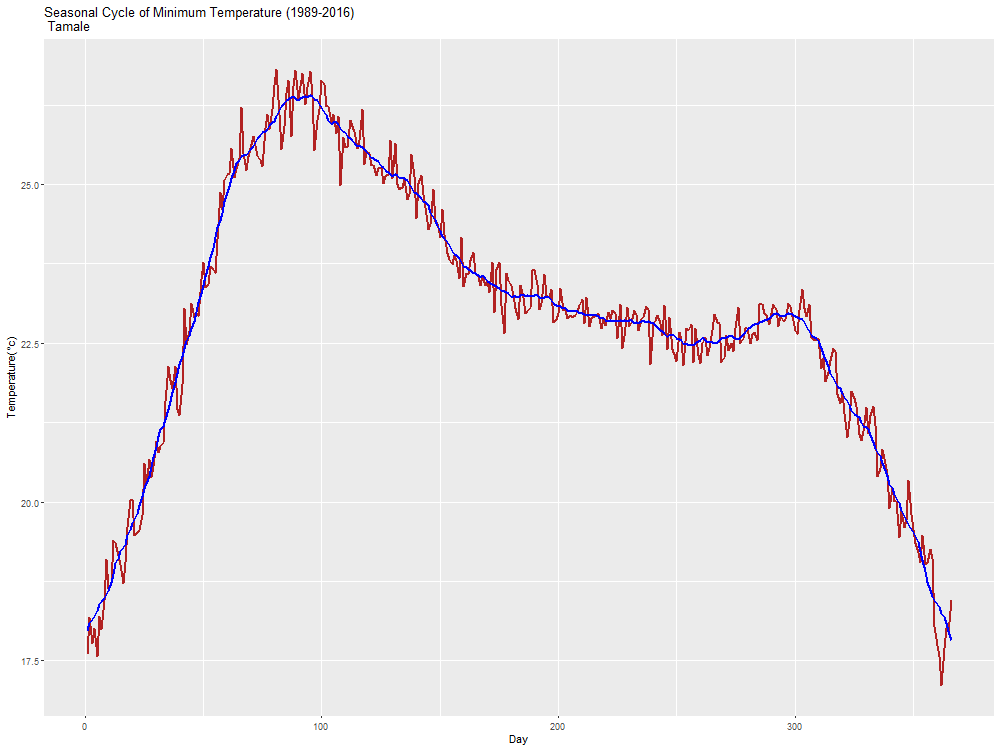 Seasonal Cycle of Minimum Temperature (1989-2016)
Tamale
Temperature(°c)
25.0
22.5
20.0
17.5
0
100
200
300
Day